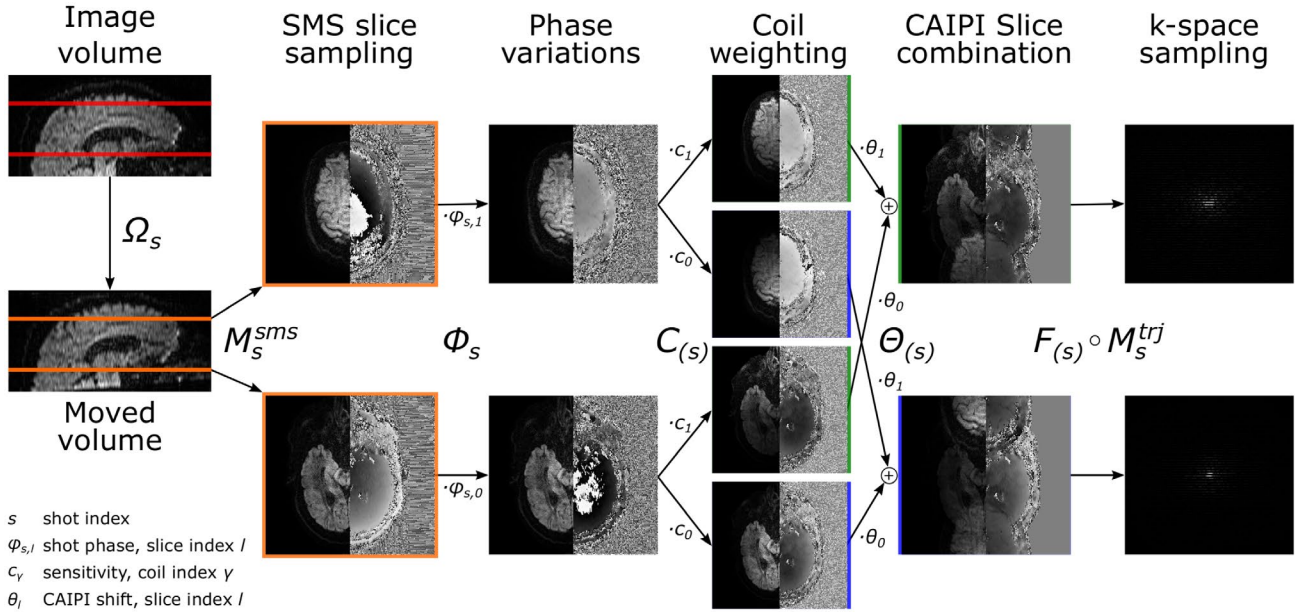 Image
volume
SMS slice
sampling
Phase
variations
Coil
weighting
CAIPI Slice
combination
k-space
sampling
Ωₛ
·φₛ,₁
·c₁
·c₀
·θ₁
·θ₀
Mₛˢᵐˢ
Φₛ
C₍ₛ₎
Θ₍ₛ₎
F₍ₛ₎ ∘ Mₛᵗʳʲ
Moved
volume
·φₛ,₀
·c₁
·c₀
·θ₁
·θ₀
s shot index
φₛ,ₗ shot phase, slice index l
cᵧ sensitivity, coil index γ
θₗ CAIPI shift, slice index l